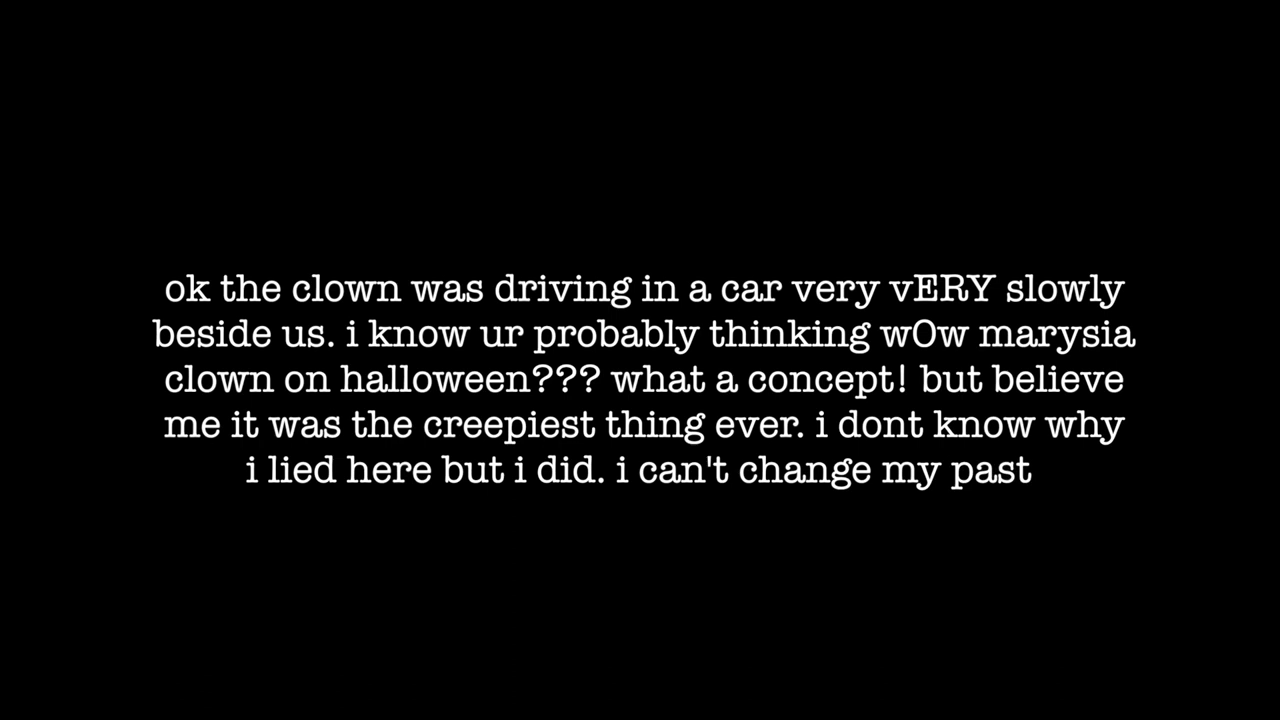 ok the clown was driving in a car very vERY slowly
beside us. i know ur probably thinking wOw marysia
clown on halloween??? what a concept! but believe
me it was the creepiest thing ever. i dont know why
i lied here but i did. i can't change my past